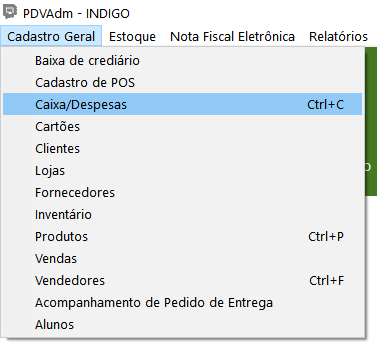 PDVAdm - INDIGO
Cadastro Geral Estoque Nota Fiscal Eletrônica Relatórios
Baixa de crediário
Cadastro de POS
Caixa/Despesas Ctrl+C
Cartões
Clientes
Lojas
Fornecedores
Inventário
Produtos Ctrl+P
Vendas
Vendedores Ctrl+F
Acompanhamento de Pedido de Entrega
Alunos